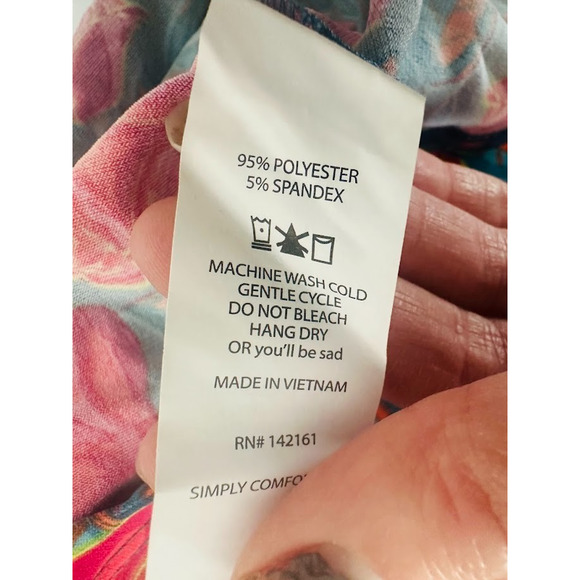 95% POLYESTER
5% SPANDEX
MACHINE WASH COLD
GENTLE CYCLE
DO NOT BLEACH
HANG DRY
OR you'll be sad
MADE IN VIETNAM
RN# 142161
SIMPLY